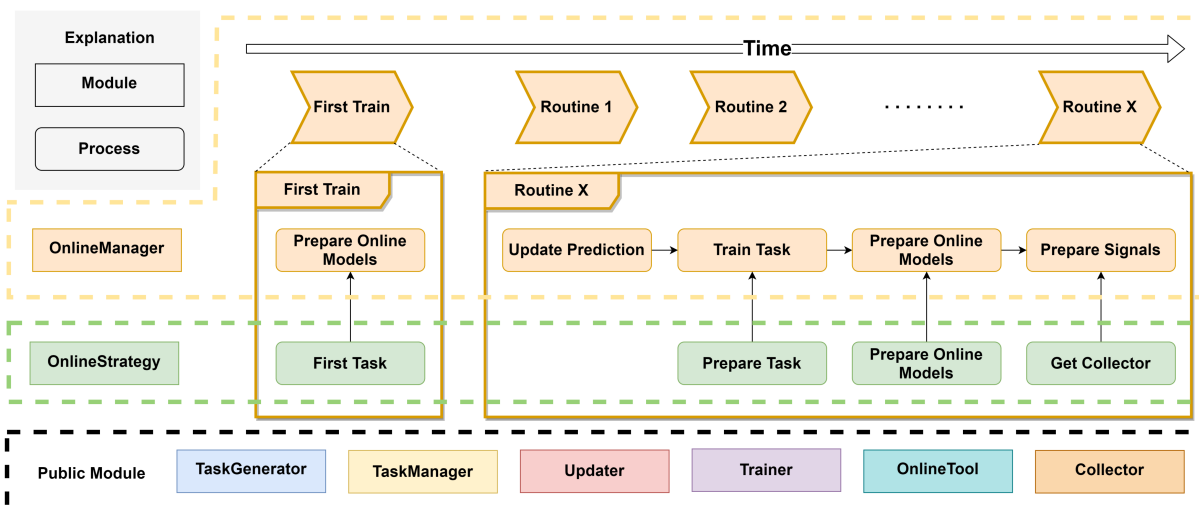 Explanation
Module
Process
Time
First Train
Routine 1
Routine 2
........
Routine X
First Train
Routine X
OnlineManager
Prepare Online
Models
Update Prediction
Train Task
Prepare Online
Models
Prepare Signals
OnlineStrategy
First Task
Prepare Task
Prepare Online
Models
Get Collector
Public Module
TaskGenerator
TaskManager
Updater
Trainer
OnlineTool
Collector